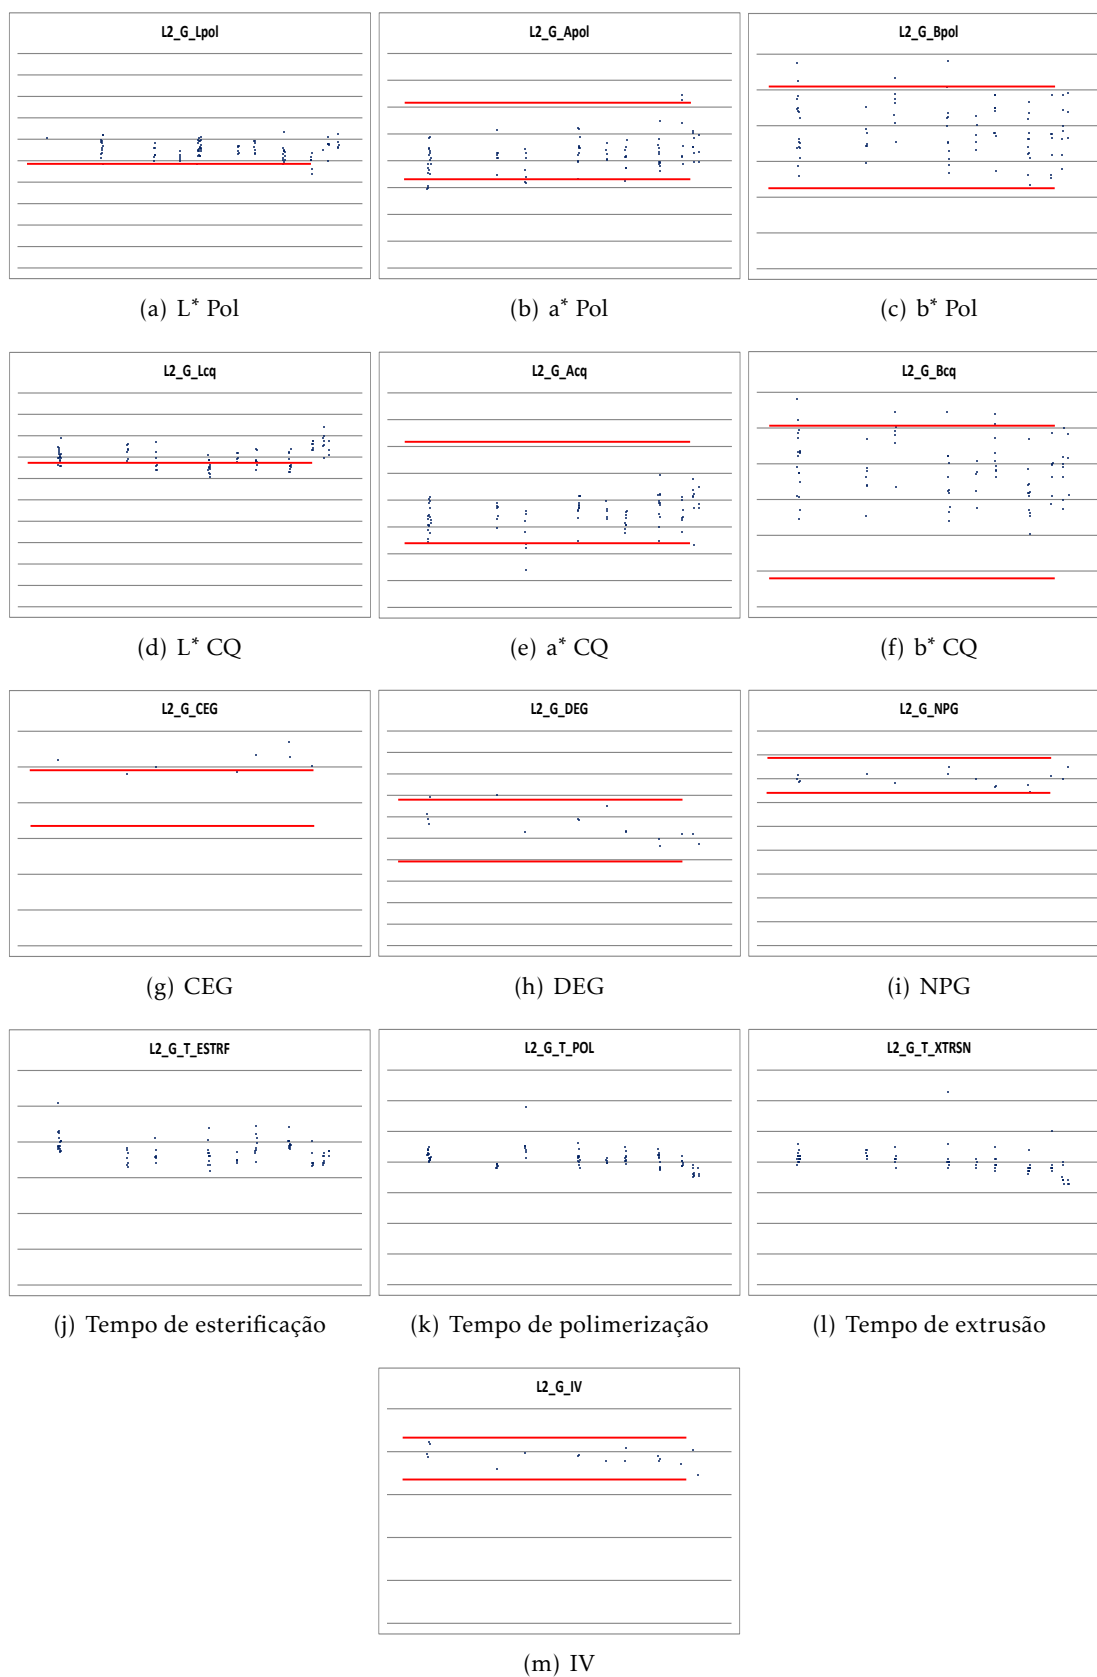 L2_G_Lpol
L2_G_Apol
L2_G_Bpol
(a) L* Pol
(b) a* Pol
(c) b* Pol
L2_G_Lcq
L2_G_Acq
L2_G_Bcq
(d) L* CQ
(e) a* CQ
(f) b* CQ
L2_G_CEG
L2_G_DEG
L2_G_NPG
(g) CEG
(h) DEG
(i) NPG
L2_G_T_ESTRF
L2_G_T_POL
L2_G_T_XTRSN
(j) Tempo de esterificação
(k) Tempo de polimerização
(l) Tempo de extrusão
L2_G_IV
(m) IV